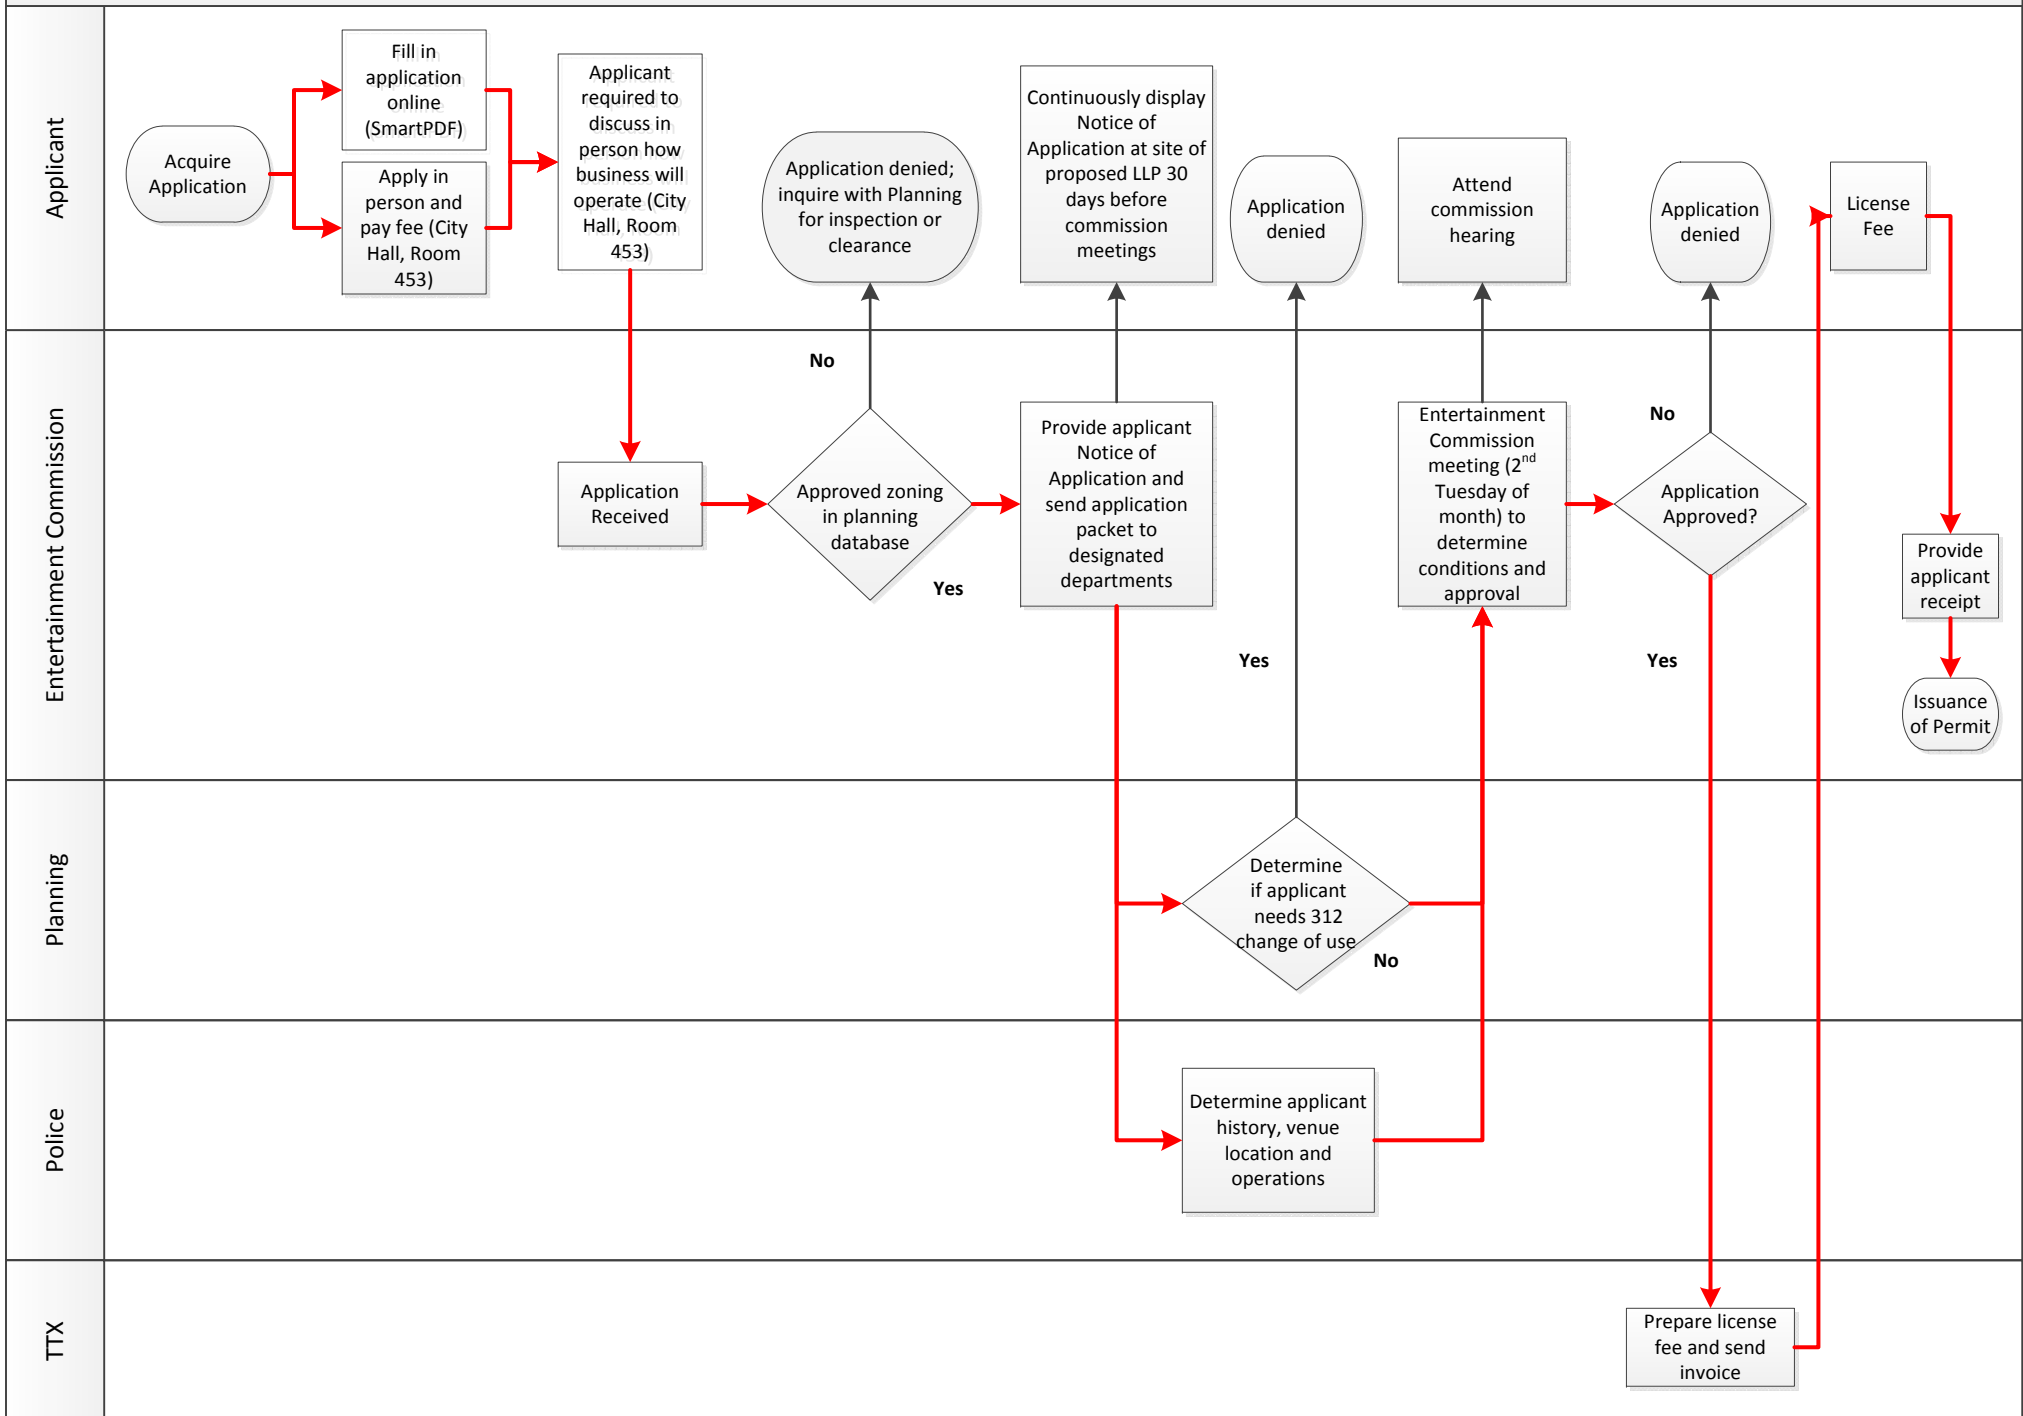 Applicant
Acquire
Application
Fill in
application
online
(SmartPDF)
Apply in
person and
pay fee (City
Hall, Room
453)
Applicant
required to
discuss in
person how
business will
operate (City
Hall, Room
453)
Application denied;
inquire with Planning
for inspection or
clearance
Continuously display
Notice of
Application at site of
proposed LLP 30
days before
commission
meetings
Application
denied
Attend
commission
hearing
Application
denied
License
Fee
Entertainment Commission
Application
Received
No
Approved zoning
in planning
database
Yes
Provide applicant
Notice of
Application and
send application
packet to
designated
departments
Yes
Entertainment
Commission
meeting (2nd
Tuesday of
month) to
determine
conditions and
approval
No
Application
Approved?
Yes
Provide
applicant
receipt
Issuance
of Permit
Planning
Determine
if applicant
needs 312
change of use
No
Police
Determine applicant
history, venue
location and
operations
TTX
Prepare license
fee and send
invoice